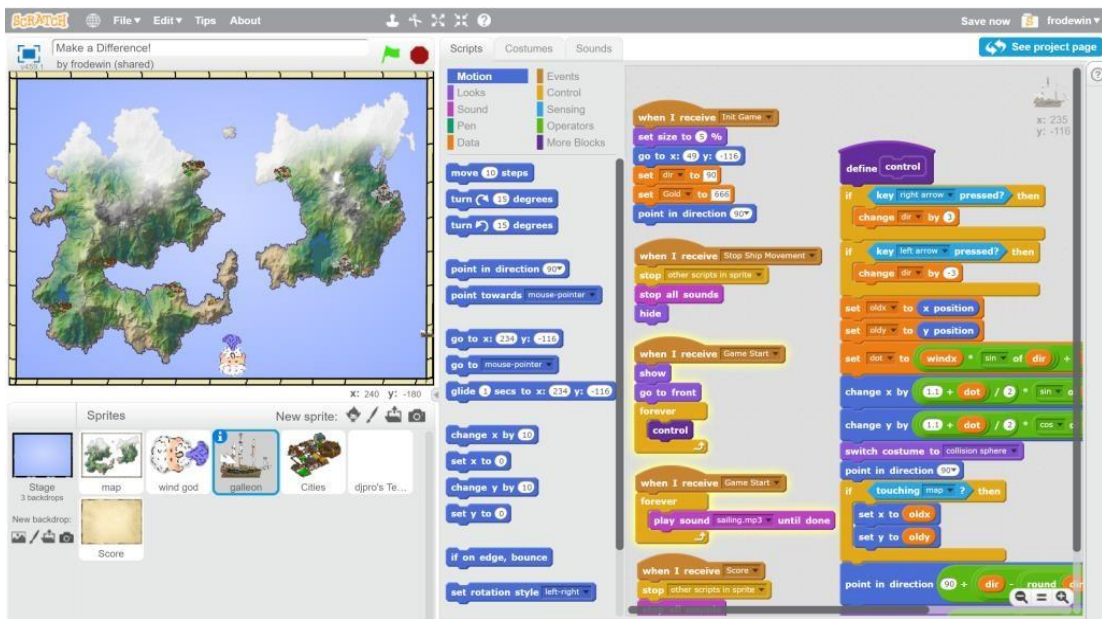 SCRATCH File▼ Edit▼ Tips About Save now frodewin▼
v459.1 Make a Difference!
by frodewin (shared)
Scripts Costumes Sounds
See project page
Motion Events
Looks Control
Sound Sensing
Pen Operators
Data More Blocks
move 10 steps
turn 15 degrees
turn 15 degrees
point in direction 90▼
point towards mouse-pointer
go to x: 234 y: -116
go to mouse-pointer
glide 1 secs to x: 234 y: -116
change x by 10
set x to 0
change y by 10
set y to 0
if on edge, bounce
set rotation style left-right
when I receive Init Game
set size to 5 %
go to x: 49 y: -116
set dir to 90
set Gold to 666
point in direction 90▼
when I receive Stop Ship Movement
stop other scripts in sprite
stop all sounds
hide
when I receive Game Start
show
go to front
forever
control
when I receive Game Start
forever
play sound sailing.mp3 until done
when I receive Score
stop other scripts in sprite
x: 235
y: -116
define control
if key right arrow pressed? then
change dir by 3
if key left arrow pressed? then
change dir by -3
set oldx to x position
set oldy to y position
set dot to windx * sin of dir +
change x by 1.1 + dot / 2 * sin
change y by 1.1 + dot / 2 * cos
switch costume to collision sphere
point in direction 90▼
if touching map ? then
set x to oldx
set y to oldy
point in direction 90 + dir - round
x: 240 y: -180
Sprites New sprite:
Stage
3 backdrops
New backdrop:
map
wind god
galleon
Cities
djpro's Te...
Score